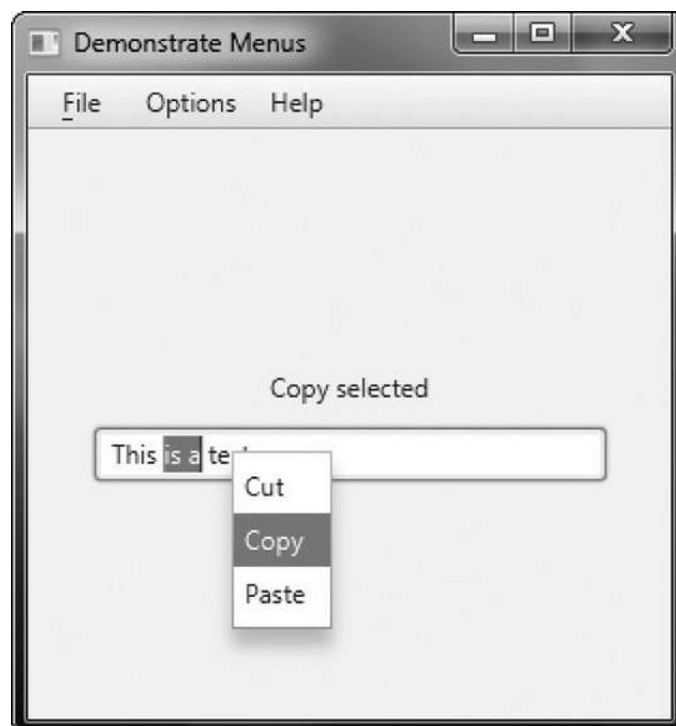 Demonstrate Menus
File Options Help
Copy selected
This is a
Cut
Copy
Paste